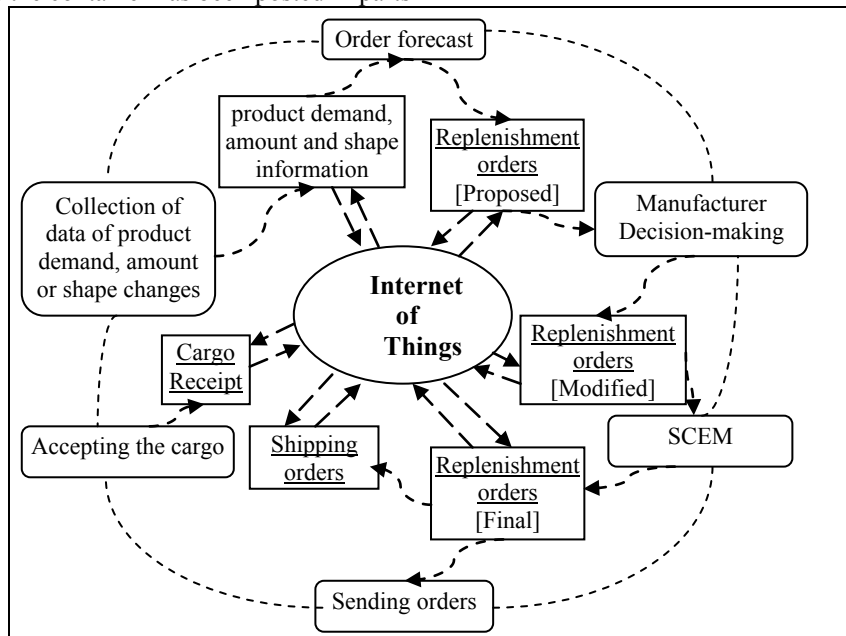 Order forecast
product demand,
amount and shape
information
Replenishment
orders
[Proposed]
Collection of
data of product
demand, amount
or shape changes
Manufacturer
Decision-making
Internet
of
Things
Cargo
Receipt
Replenishment
orders
[Modified]
Accepting the cargo
Shipping
orders
Replenishment
orders
[Final]
SCEM
Sending orders